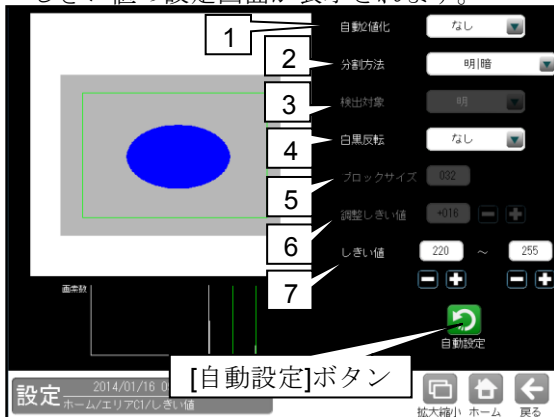 しきい値の設定画面が表示されます。
1
自動2値化
なし
2
分割方法
明|暗
3
検出対象
明
4
白黒反転
なし
5
ブロックサイズ
032
6
調整しきい値
+016
7
しきい値
220 ～ 255
画素数
自動設定
[自動設定]ボタン
設定
2014/01/16
ホーム/エリアC1/しきい値
拡大縮小 ホーム 戻る